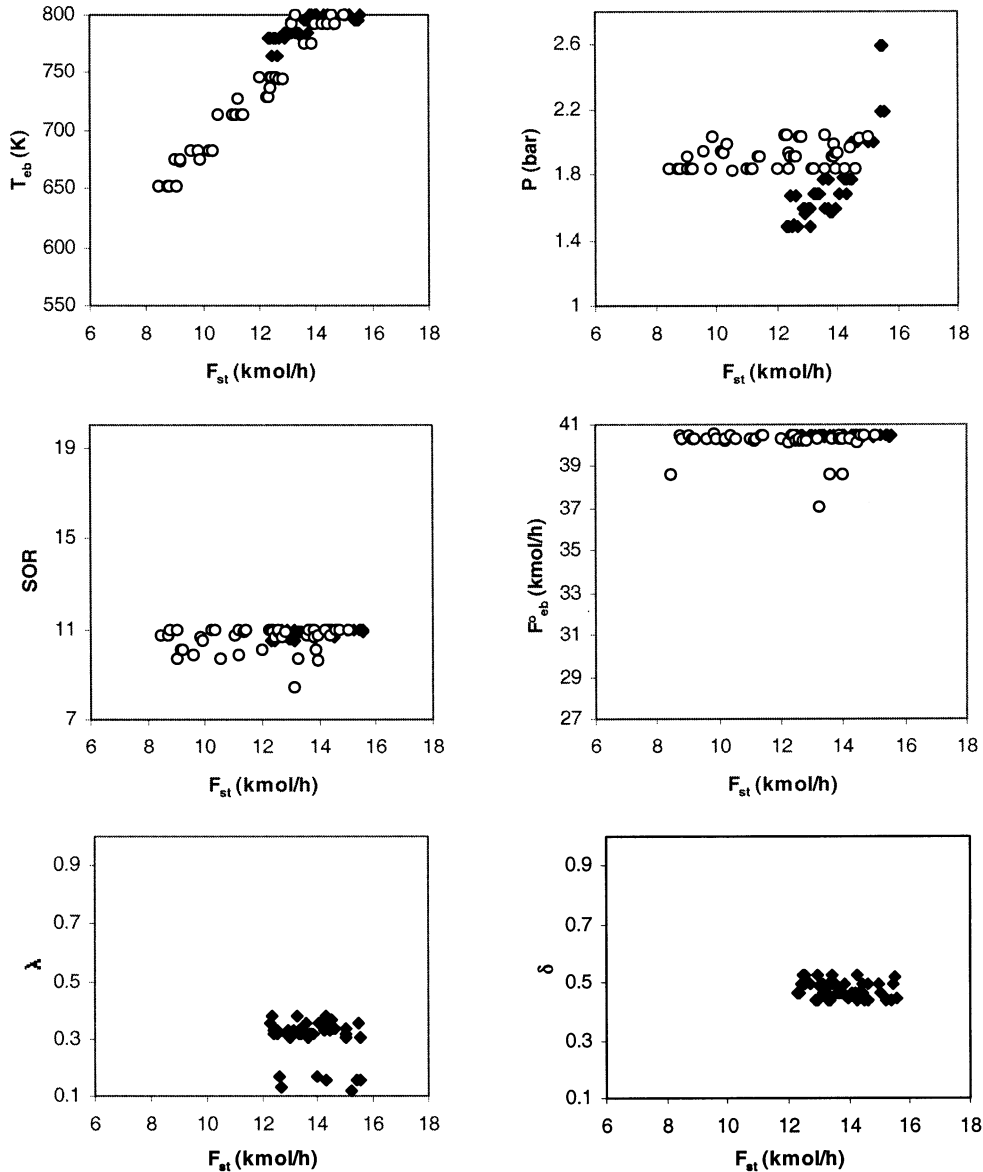 800
750
700
650
600
550
T_eb (K)
6 8 10 12 14 16 18
F_st (kmol/h)
2.6
2.2
1.8
1.4
1
P (bar)
6 8 10 12 14 16 18
F_st (kmol/h)
19
15
11
7
SOR
6 8 10 12 14 16 18
F_st (kmol/h)
41
39
37
35
33
31
29
27
F°_eb (kmol/h)
6 8 10 12 14 16 18
F_st (kmol/h)
0.9
0.7
0.5
0.3
0.1
λ
6 8 10 12 14 16 18
F_st (kmol/h)
0.9
0.7
0.5
0.3
0.1
δ
6 8 10 12 14 16 18
F_st (kmol/h)